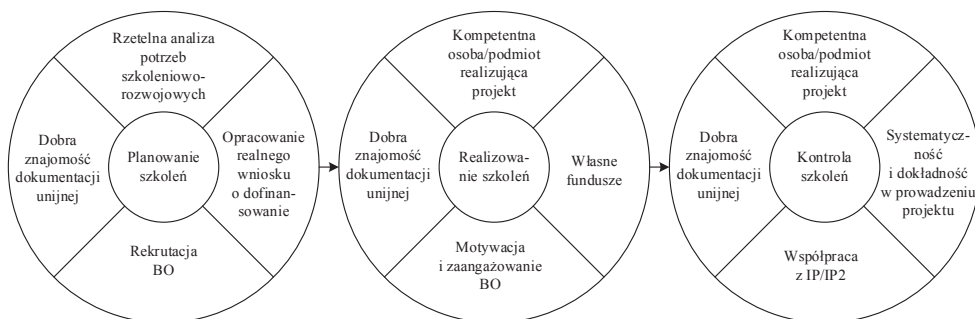 Rzetelna analiza
potrzeb
szkoleniowo-
rozwojowych
Dobra
znajomość
dokumentacji
unijnej
Planowanie
szkoleń
Opracowanie
realnego
wniosku
o dofinan-
sowanie
Rekrutacja
BO
Kompetentna
osoba/podmiot
realizująca
projekt
Dobra
znajomość
dokumentacji
unijnej
Realizowa-
nie szkoleń
Własne
fundusze
Motywacja
i zaangażowanie
BO
Kompetentna
osoba/podmiot
realizująca
projekt
Dobra
znajomość
dokumentacji
unijnej
Kontrola
szkoleń
Systematycz-
ność
i dokładność
w prowadzeniu
projektu
Współpraca
z IP/IP2